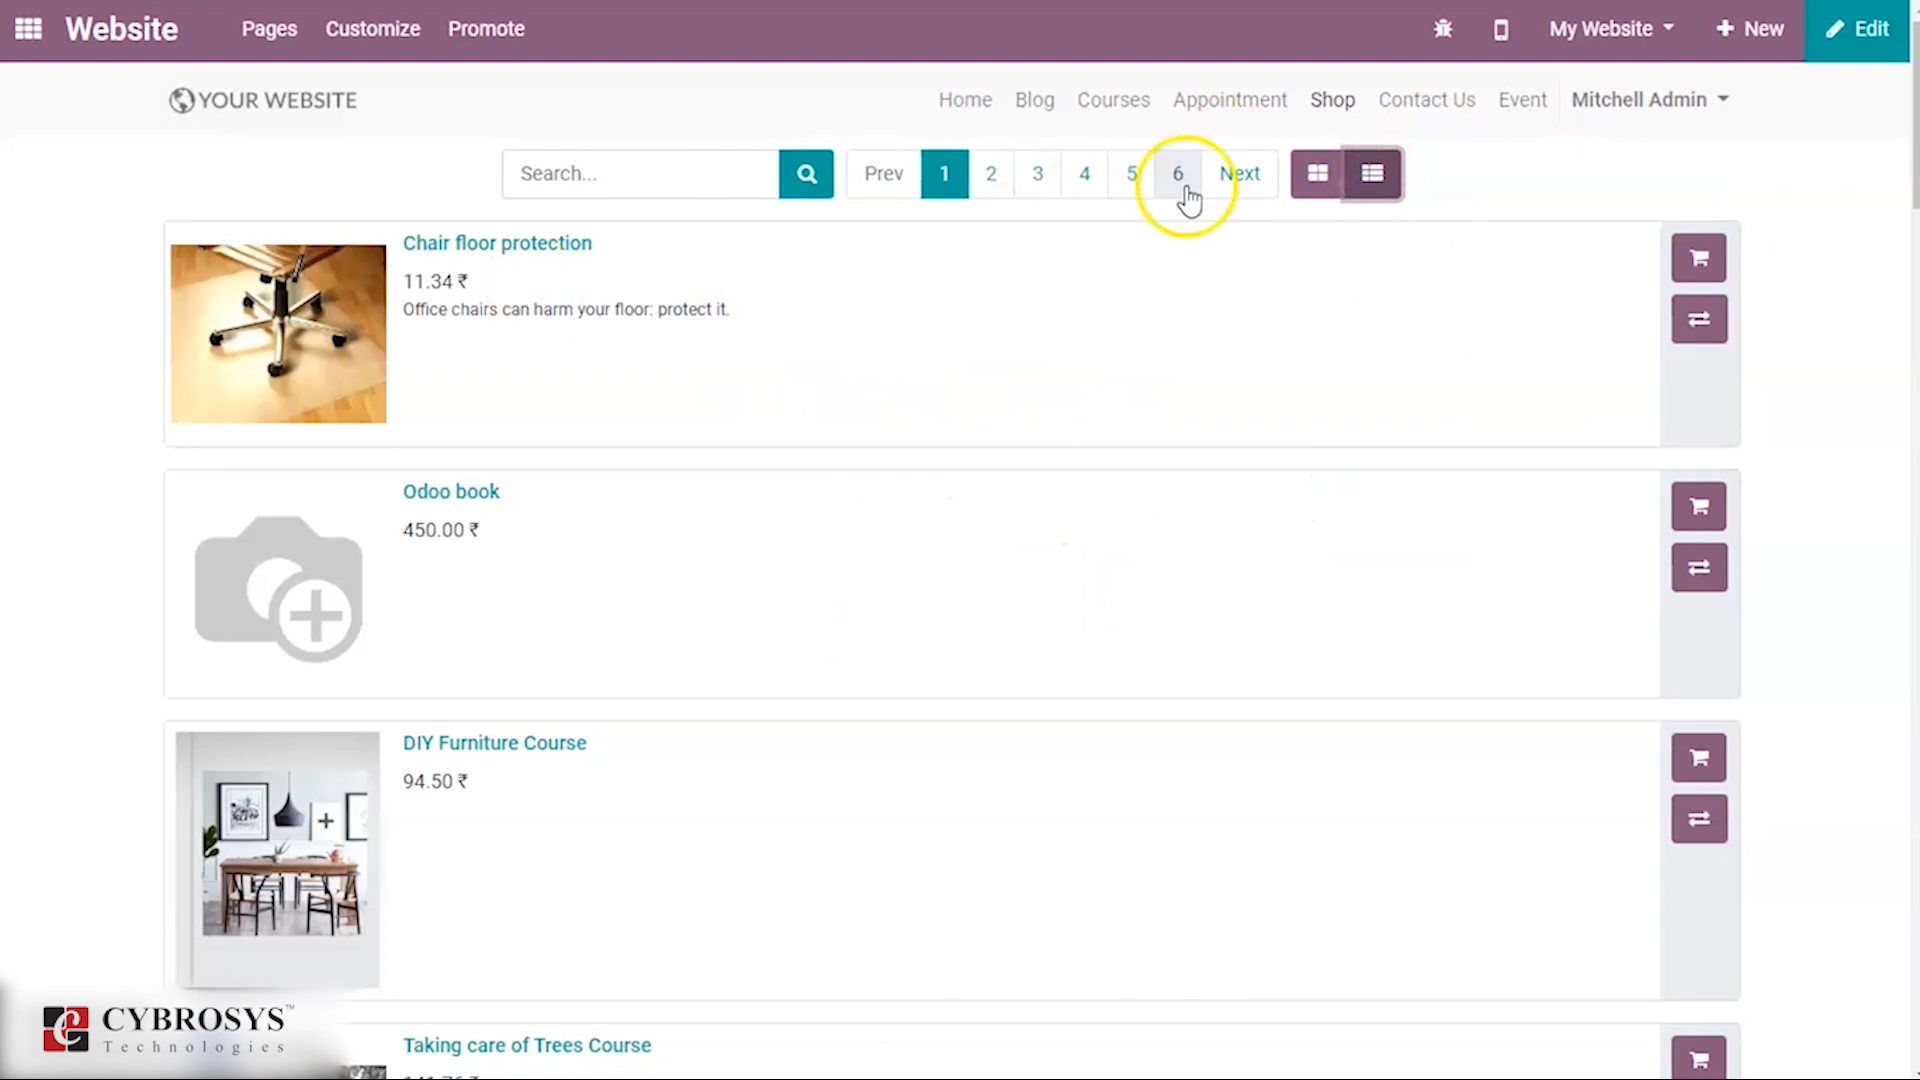 Website Pages Customize Promote My Website New Edit
YOUR WEBSITE Home Blog Courses Appointment Shop Contact Us Event Mitchell Admin
Search... Prev 1 2 3 4 5 6 Next
Chair floor protection
11.34 ₹
Office chairs can harm your floor: protect it.
Odoo book
450.00 ₹
DIY Furniture Course
94.50 ₹
Taking care of Trees Course
CYBROSYS™
Technologies